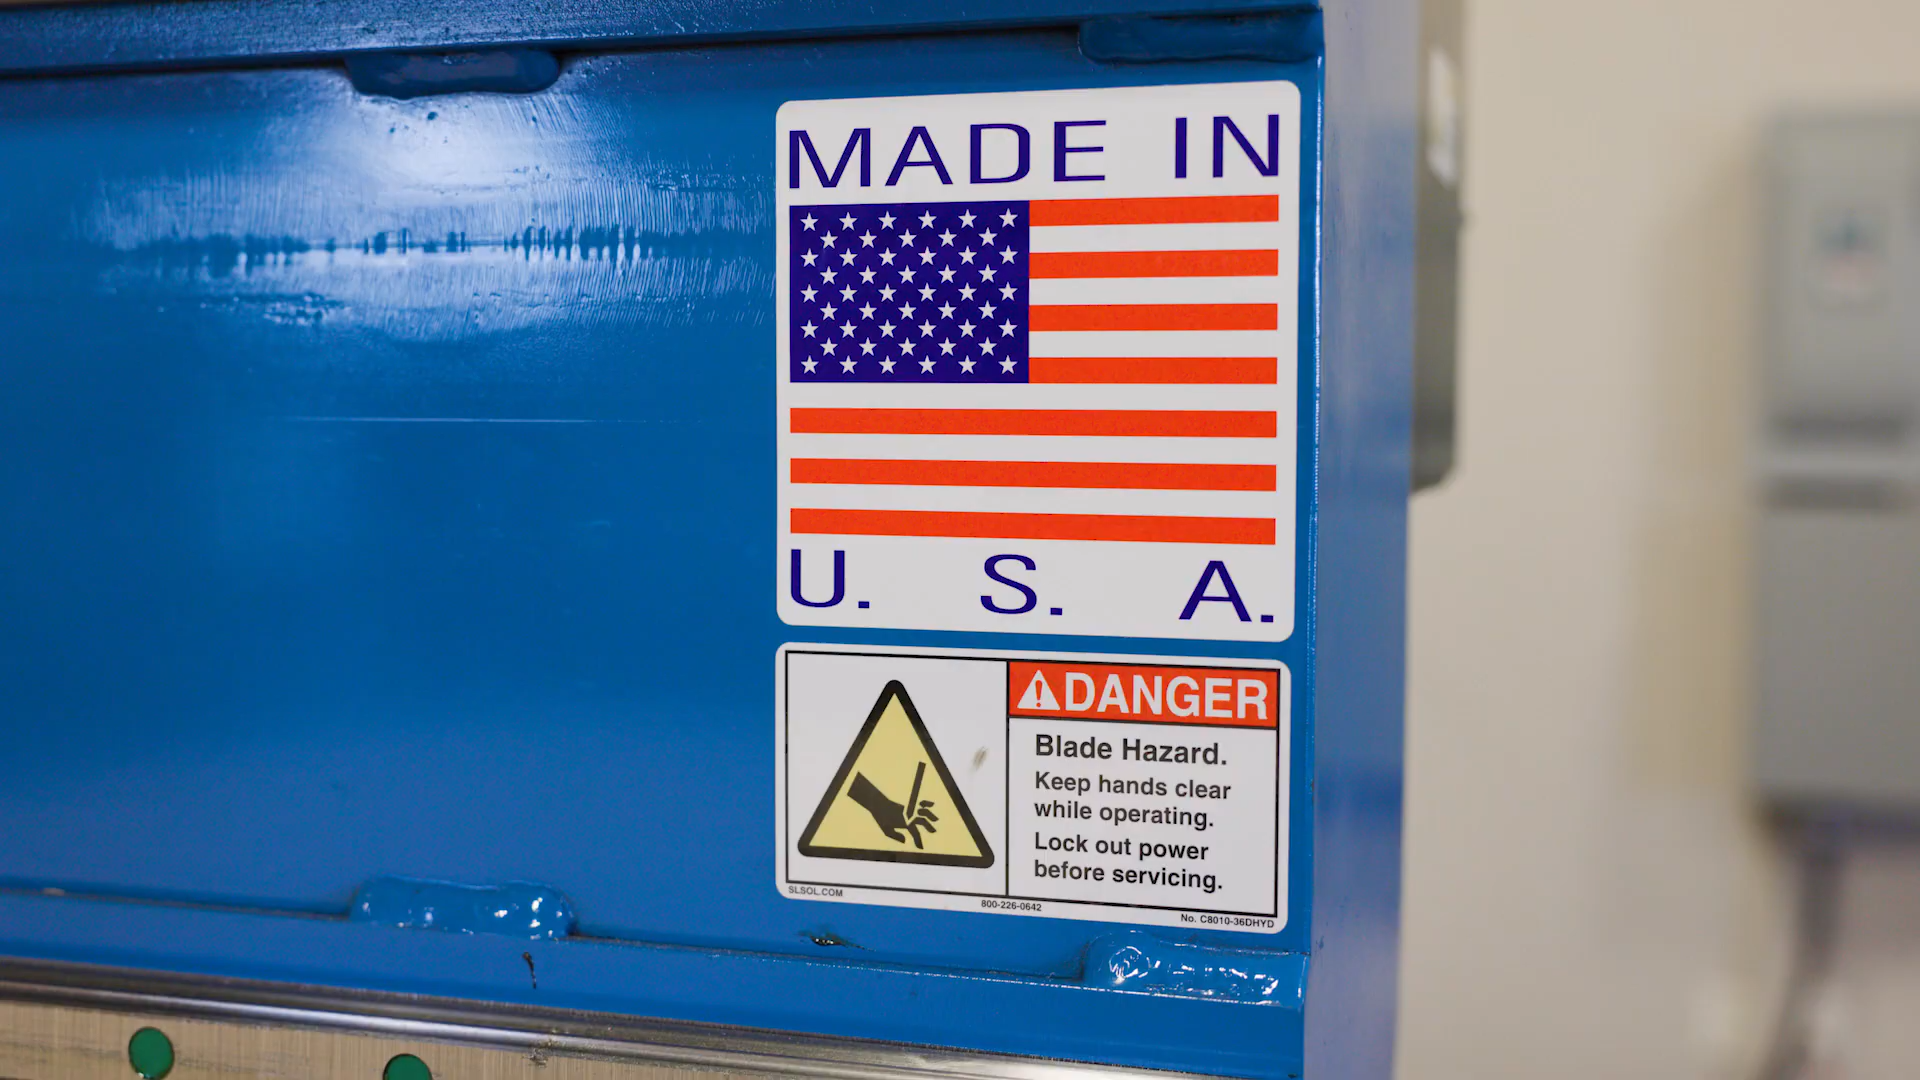 MADE IN
U. S. A.
DANGER
Blade Hazard.
Keep hands clear
while operating.
Lock out power
before servicing.
SLSOL.COM
800-226-0642
No. C8010-36DHYD